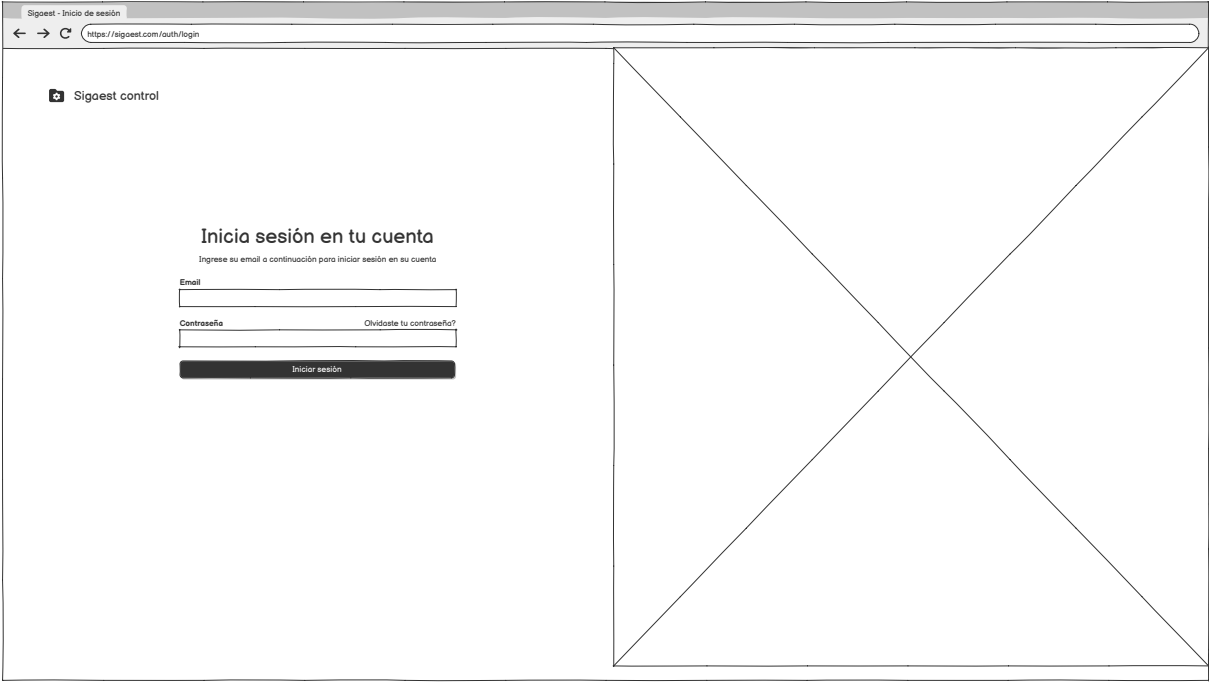 Sigaest - Inicio de sesión
https://sigaest.com/auth/login
Sigaest control
Inicia sesión en tu cuenta
Ingrese su email a continuación para iniciar sesión en su cuenta
Email
Contraseña Olvidaste tu contraseña?
Iniciar sesión